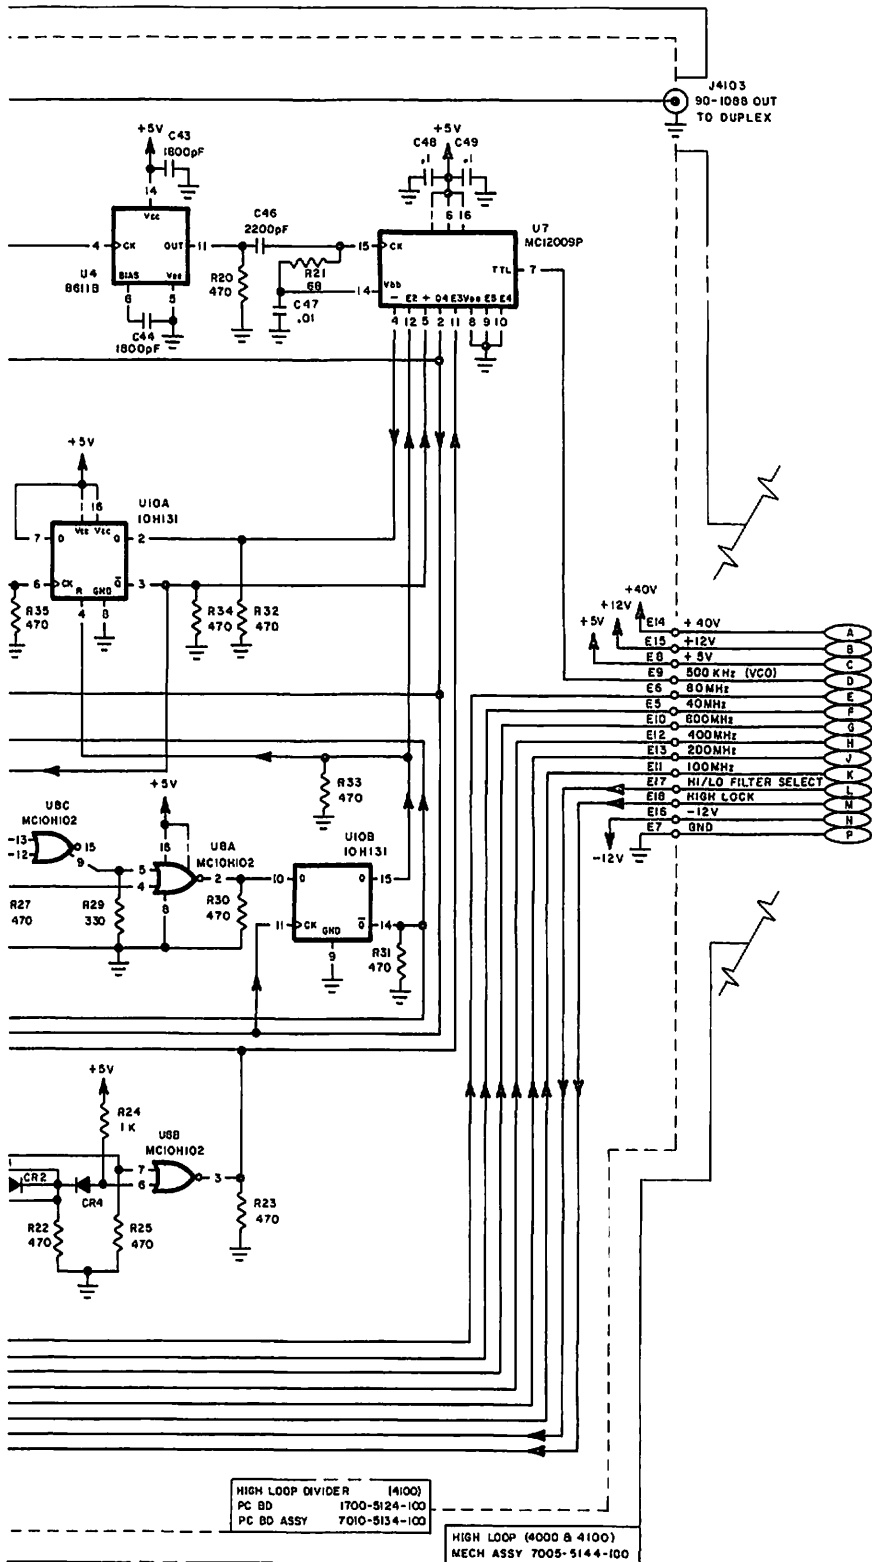 J4103
90-1088 OUT
TO DUPLEX
+5V
C43
1800pF
14
Vcc
4
CK
OUT
11
U4
8611B
BIAS
Vee
6
5
C44
1800pF
C46
2200pF
R20
470
R21
68
C47
.01
+5V
C48
C49
.1
.1
6
16
U7
MC12009P
15
CK
TTL
7
14
Vbb
– E2 + Q4 E3 Vee E5 E4
4
12
5
2
11
8
9
10
+5V
16
U10A
10H131
Vcc
7
D
Q
2
6
CK
R
GND
Q
3
4
8
R35
470
R34
470
R32
470
+40V
+12V
+5V
E14 + 40V A
E15 +12V B
E8 + 5V C
E9 500 KHz (VCO) D
E6 80MHz E
E5 40MHz F
E10 800MHz G
E12 400MHz H
E13 200MHz J
E11 100MHz K
E17 HI/LO FILTER SELECT L
E18 HIGH LOCK M
E16 -12V N
E7 GND P
-12V
+5V
R33
470
U8C
MC10H102
13
12
15
9
16
U8A
MC10H102
5
4
2
8
U10B
10H131
10
D
Q
15
11
CK
GND
Q
14
9
R27
470
R29
330
R30
470
R31
470
+5V
R24
1K
U8B
MC10H102
7
6
3
CR2
CR4
R22
470
R25
470
R23
470
HIGH LOOP DIVIDER (4100)
PC BD 1700-5124-100
PC BD ASSY 7010-5134-100
HIGH LOOP (4000 & 4100)
MECH ASSY 7005-5144-100